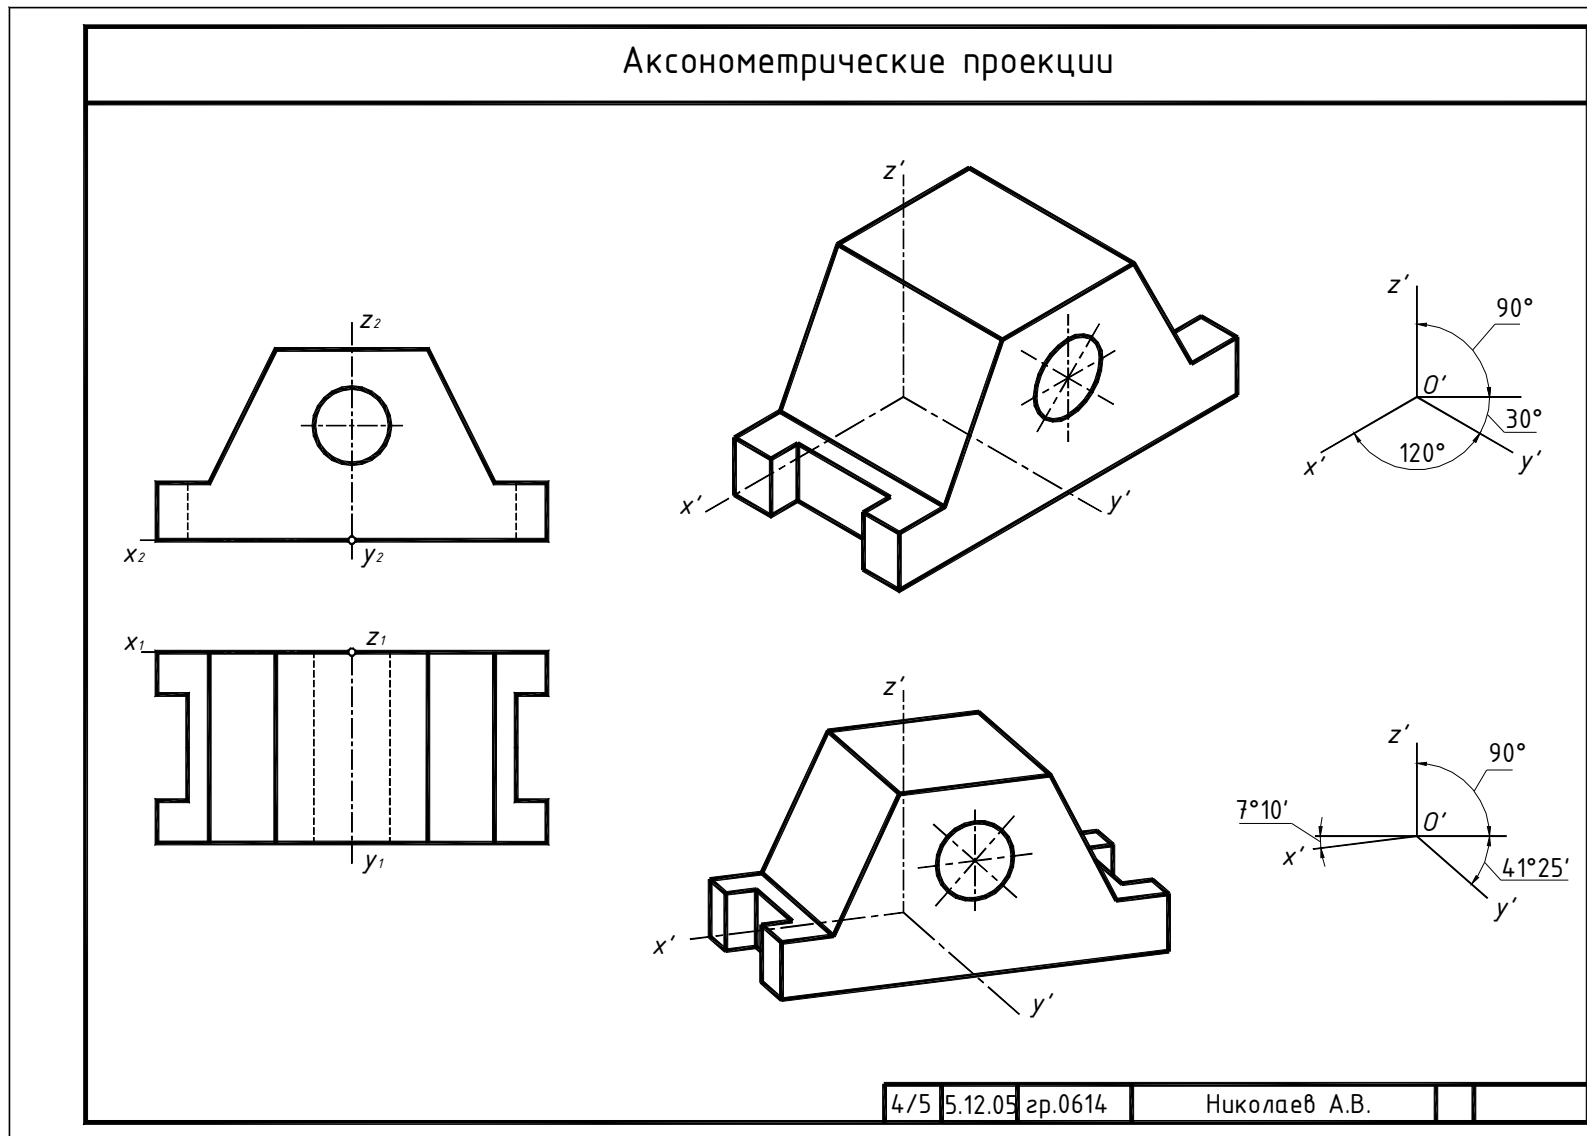 Аксонометрические проекции
z'
x'
y'
z'
90°
O'
30°
120°
x'
y'
z2
x2
y2
x1
z1
y1
z'
x'
y'
z'
90°
7°10'
O'
x'
41°25'
y'
4/5 5.12.05 гр.0614 Николаев А.В.